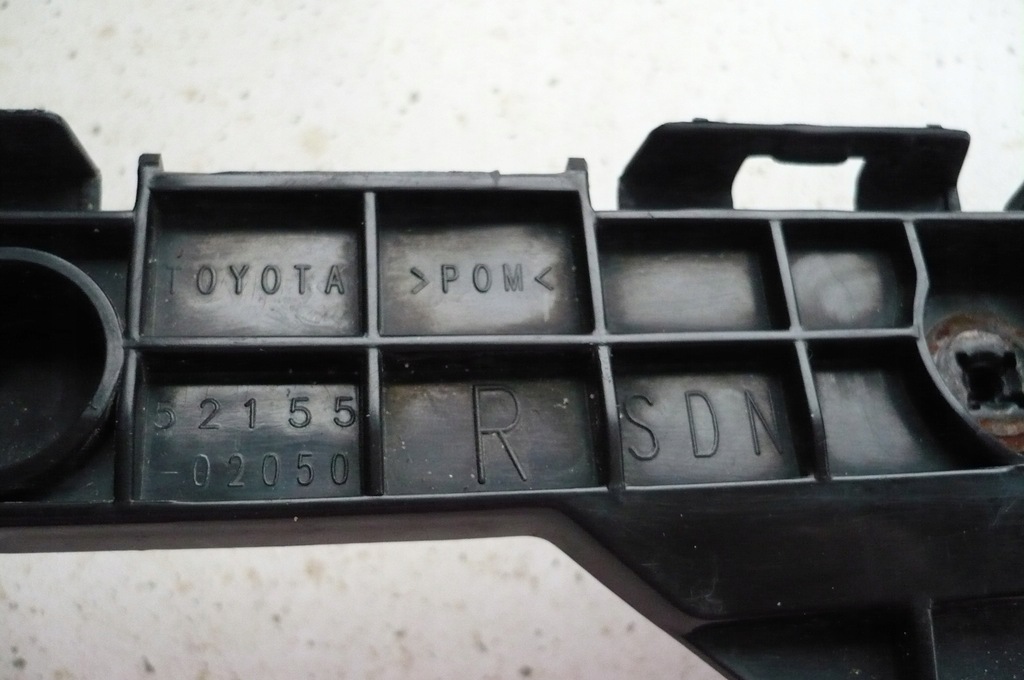 TOYOTA
>POM<
52155
-02050
R
SDN